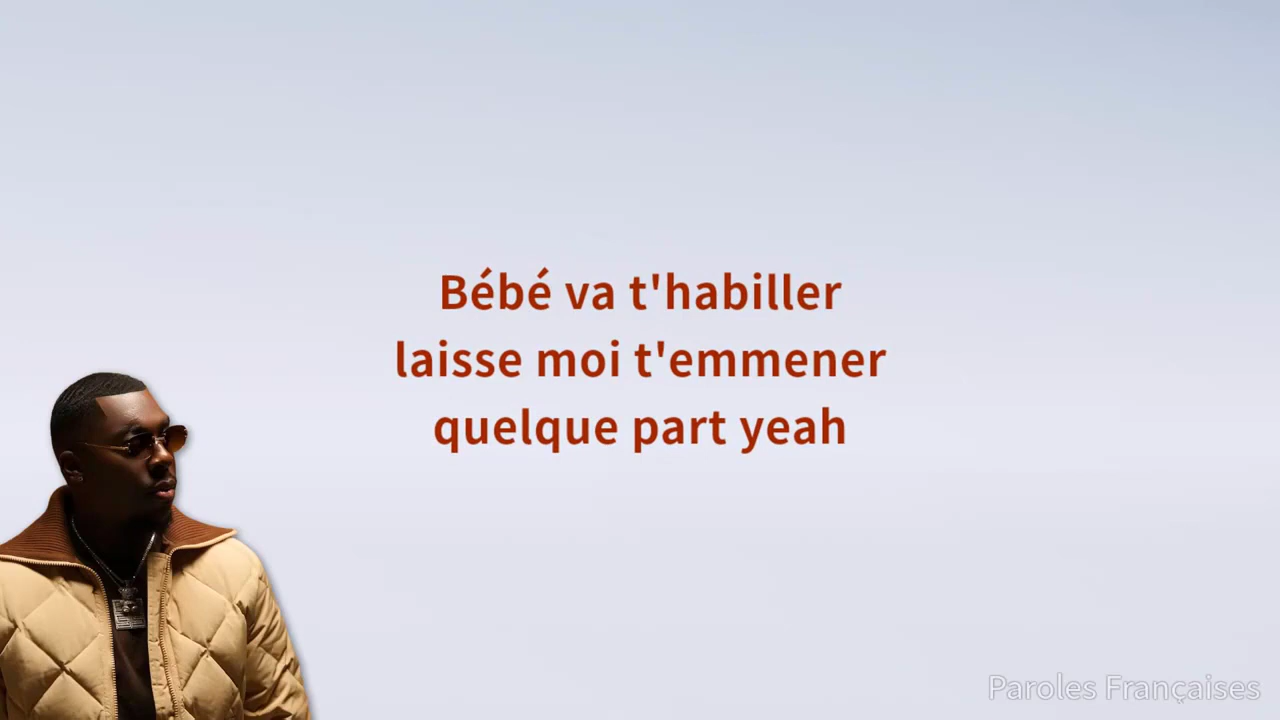 Bébé va t'habiller
laisse moi t'emmener
quelque part yeah
Paroles Françaises